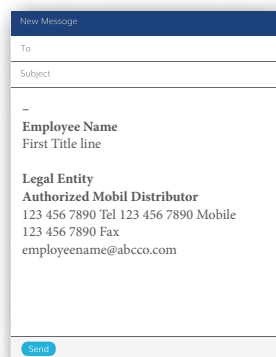 New Message
To
Subject
–
Employee Name
First Title line
Legal Entity
Authorized Mobil Distributor
123 456 7890 Tel 123 456 7890 Mobile
123 456 7890 Fax
employeename@abcco.com
Send